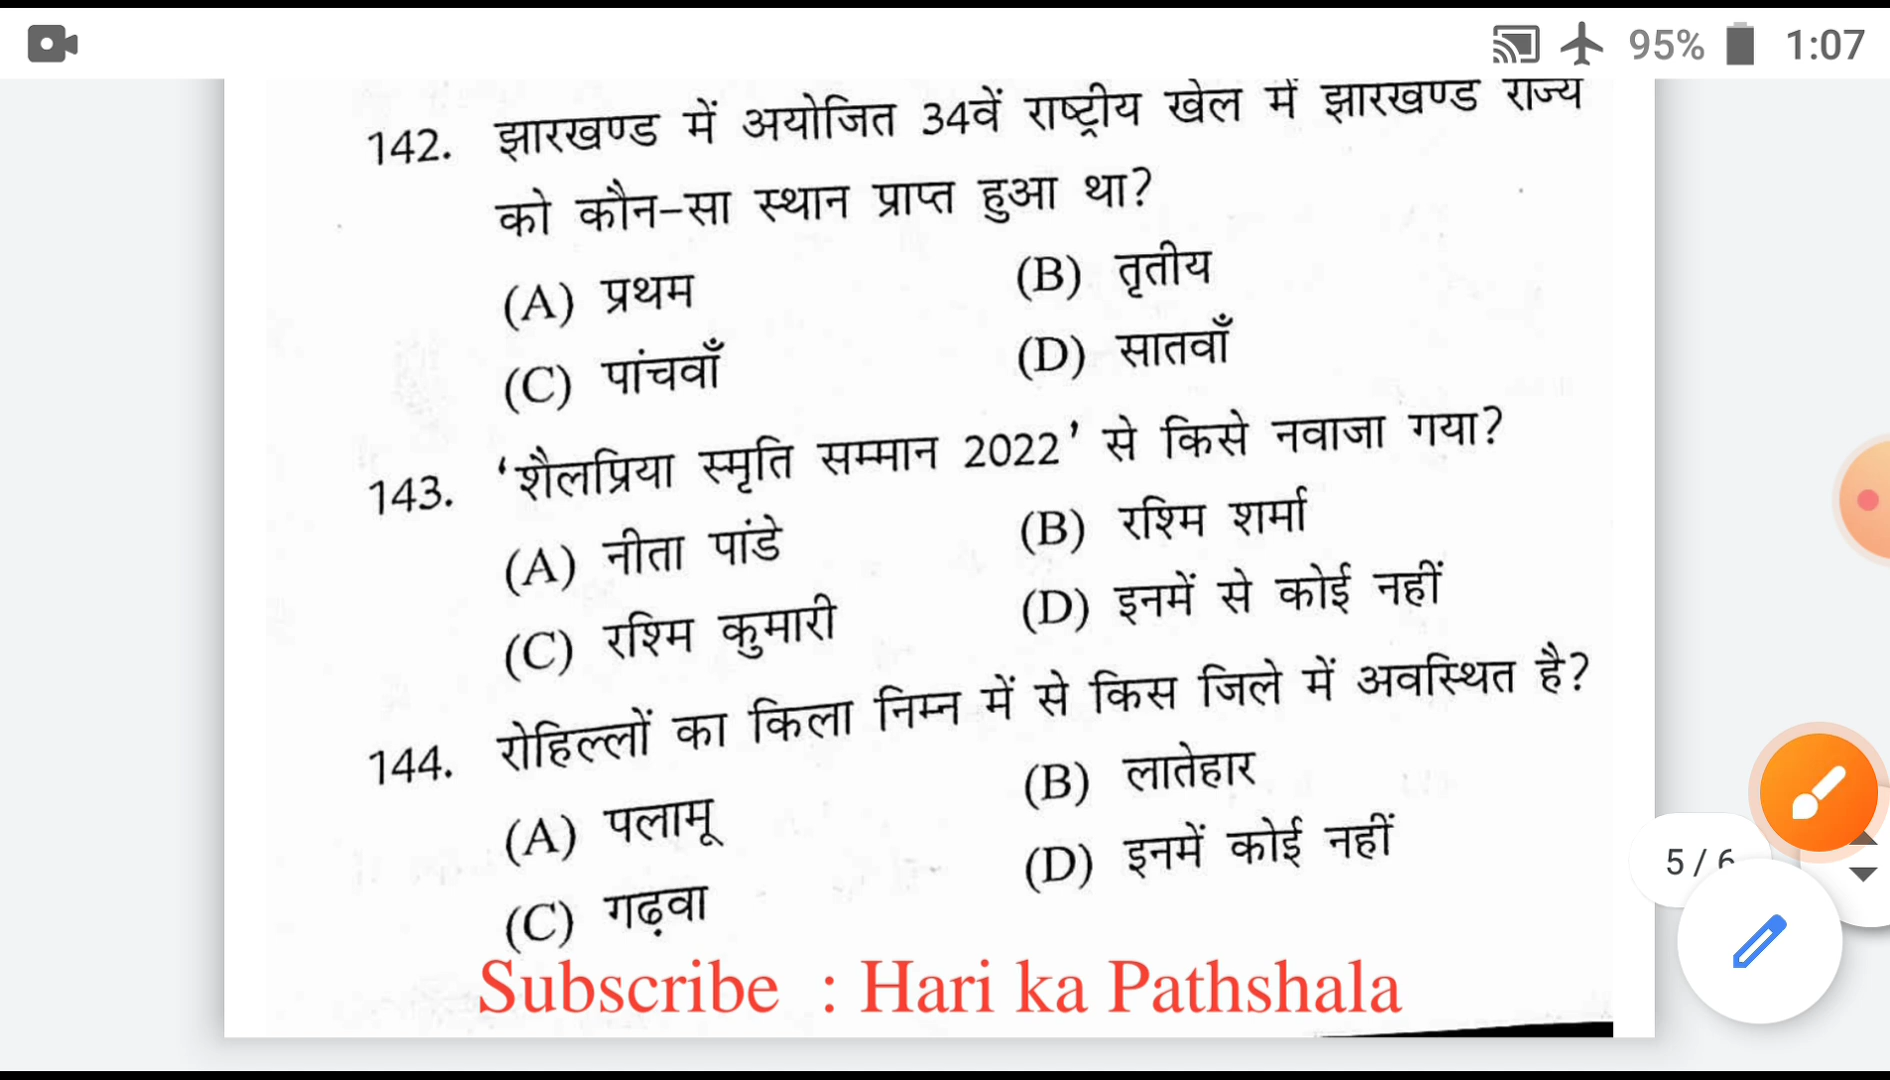 95% 1:07
142. झारखण्ड में अयोजित 34वें राष्ट्रीय खेल में झारखण्ड राज्य
को कौन-सा स्थान प्राप्त हुआ था?
(A) प्रथम (B) तृतीय
(C) पांचवाँ (D) सातवाँ
143. 'शैलप्रिया स्मृति सम्मान 2022' से किसे नवाजा गया?
(A) नीता पांडे (B) रश्मि शर्मा
(C) रश्मि कुमारी (D) इनमें से कोई नहीं
144. रोहिल्लों का किला निम्न में से किस जिले में अवस्थित है?
(A) पलामू (B) लातेहार
(C) गढ़वा (D) इनमें कोई नहीं
5 / 6
Subscribe : Hari ka Pathshala